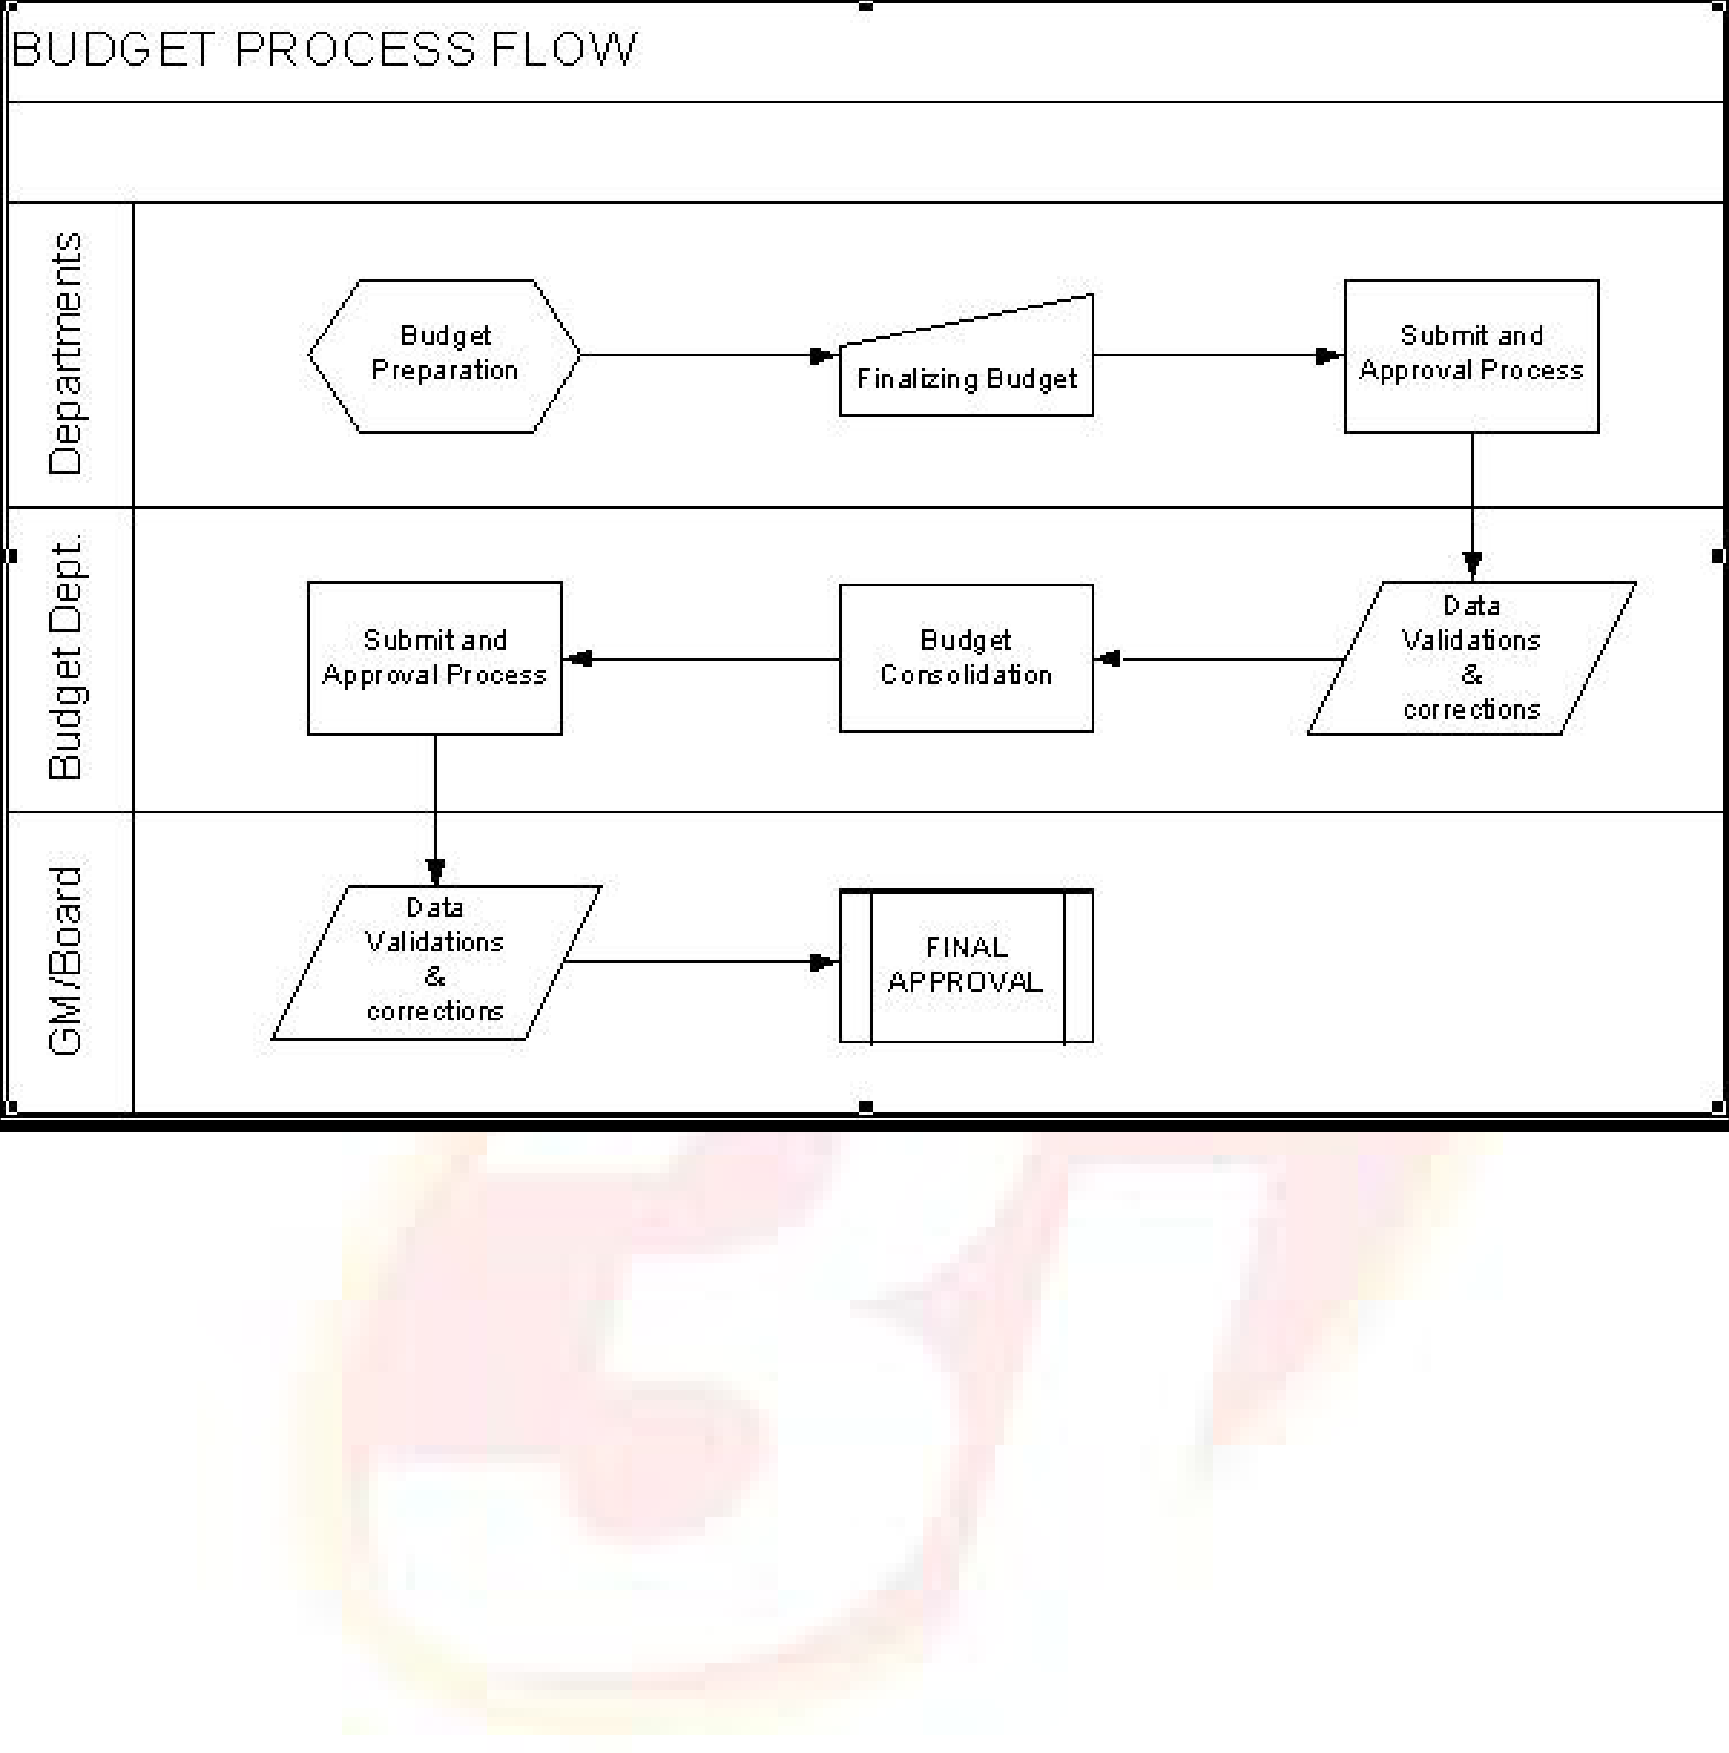 BUDGET PROCESS FLOW
Departments
Budget
Preparation
Finalizing Budget
Submit and
Approval Process
Budget Dept.
Submit and
Approval Process
Budget
Consolidation
Data
Validations
&
corrections
GM/Board
Data
Validations
&
corrections
FINAL
APPROVAL